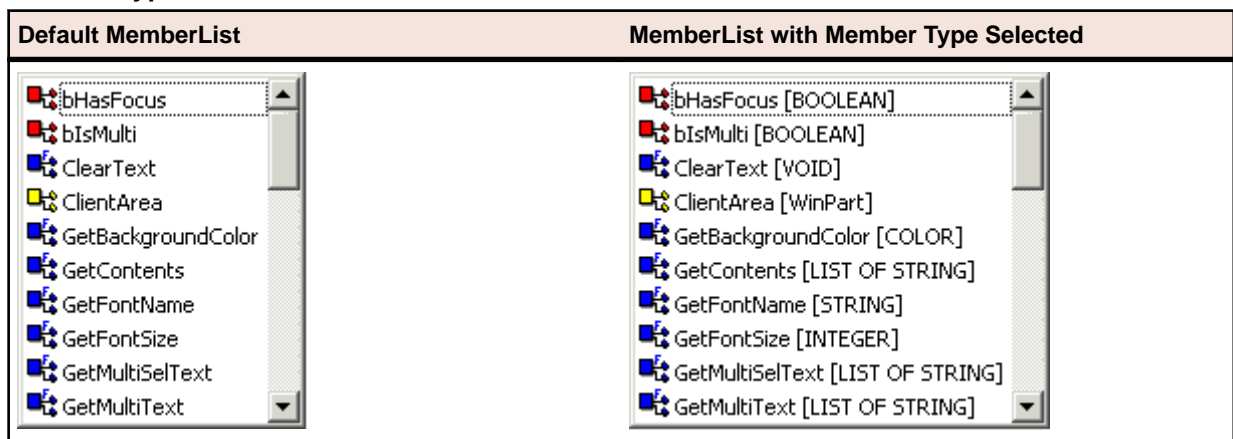 Default MemberList
MemberList with Member Type Selected
bHasFocus
bIsMulti
ClearText
ClientArea
GetBackgroundColor
GetContents
GetFontName
GetFontSize
GetMultiSelText
GetMultiText
bHasFocus [BOOLEAN]
bIsMulti [BOOLEAN]
ClearText [VOID]
ClientArea [WinPart]
GetBackgroundColor [COLOR]
GetContents [LIST OF STRING]
GetFontName [STRING]
GetFontSize [INTEGER]
GetMultiSelText [LIST OF STRING]
GetMultiText [LIST OF STRING]